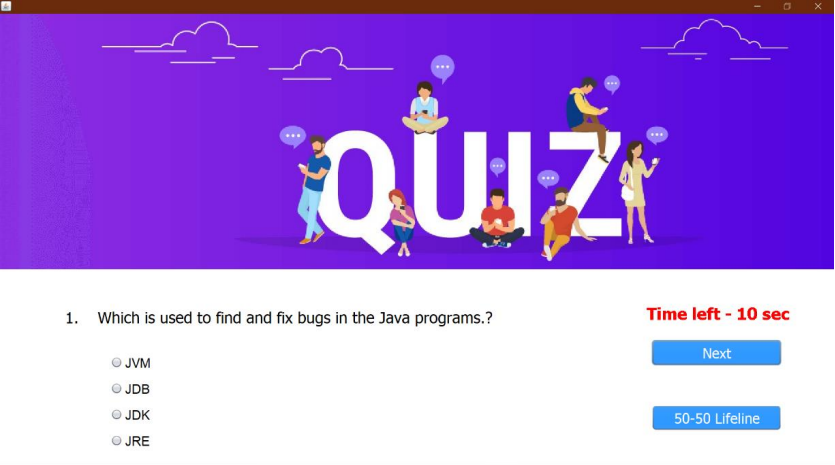 QUIZ
1. Which is used to find and fix bugs in the Java programs.?
Time left - 10 sec
Next
JVM
JDB
JDK
50-50 Lifeline
JRE